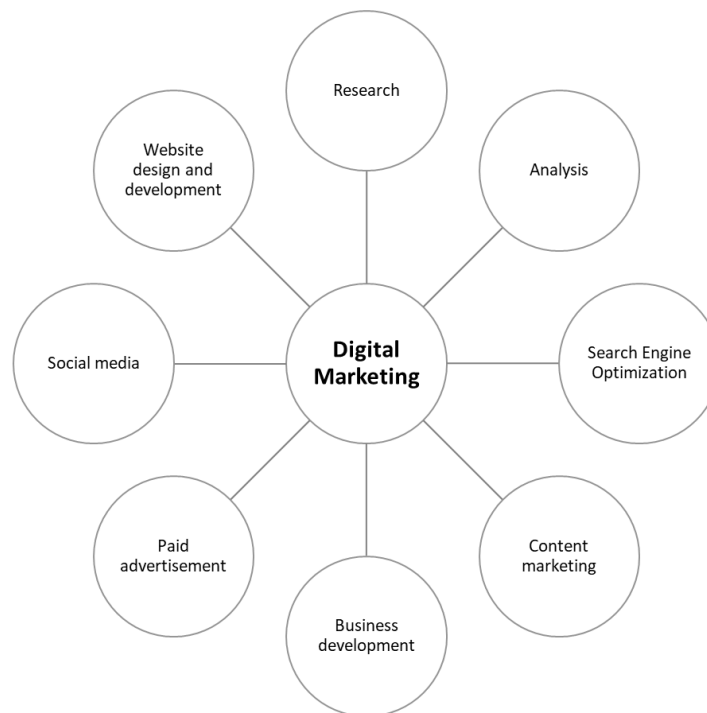 Research
Analysis
Search Engine
Optimization
Content
marketing
Business
development
Paid
advertisement
Social media
Website
design and
development
Digital
Marketing